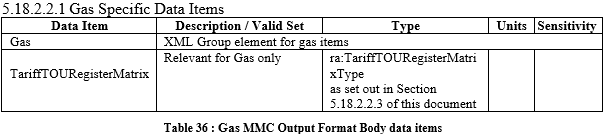 5.18.2.2.1 Gas Specific Data Items
Data Item Description / Valid Set Type Units Sensitivity
Gas XML Group element for gas items
TariffTOURegisterMatrix Relevant for Gas only ra:TariffTOURegisterMatri
xType
as set out in Section
5.18.2.2.3 of this document
Table 36 : Gas MMC Output Format Body data items